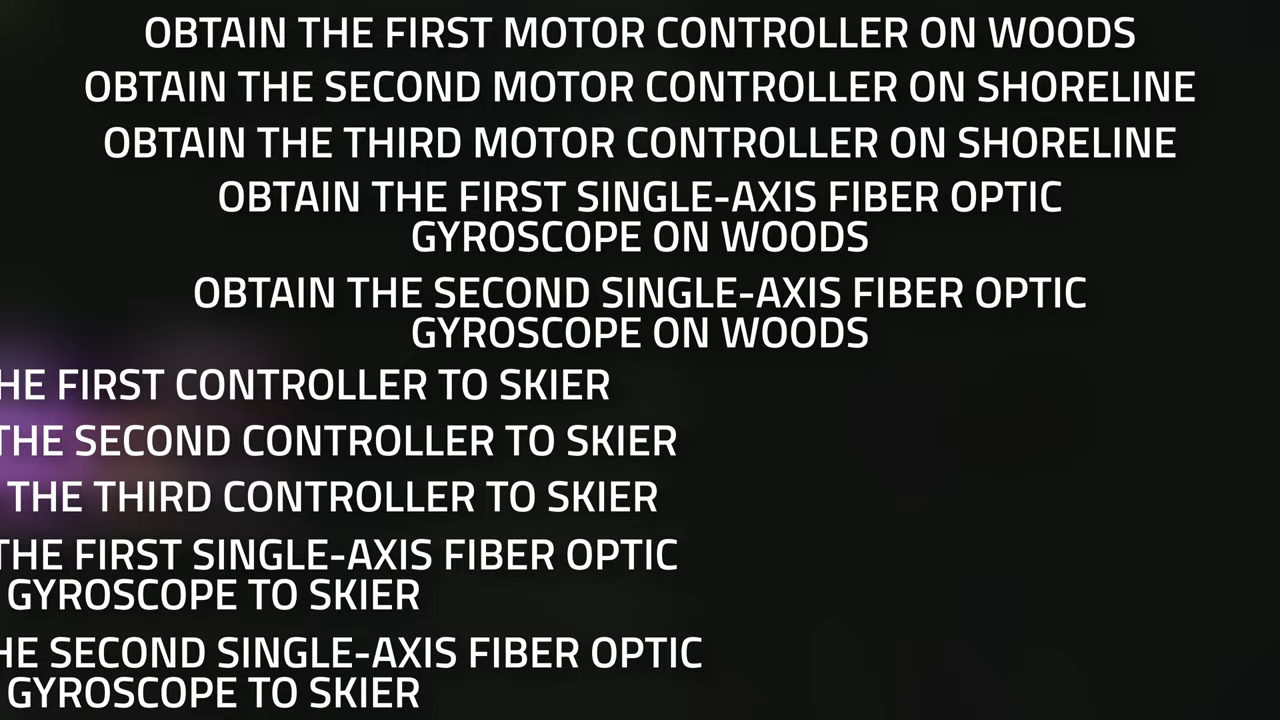 OBTAIN THE FIRST MOTOR CONTROLLER ON WOODS
OBTAIN THE SECOND MOTOR CONTROLLER ON SHORELINE
OBTAIN THE THIRD MOTOR CONTROLLER ON SHORELINE
OBTAIN THE FIRST SINGLE-AXIS FIBER OPTIC
GYROSCOPE ON WOODS
OBTAIN THE SECOND SINGLE-AXIS FIBER OPTIC
GYROSCOPE ON WOODS
HE FIRST CONTROLLER TO SKIER
THE SECOND CONTROLLER TO SKIER
THE THIRD CONTROLLER TO SKIER
THE FIRST SINGLE-AXIS FIBER OPTIC
GYROSCOPE TO SKIER
HE SECOND SINGLE-AXIS FIBER OPTIC
GYROSCOPE TO SKIER